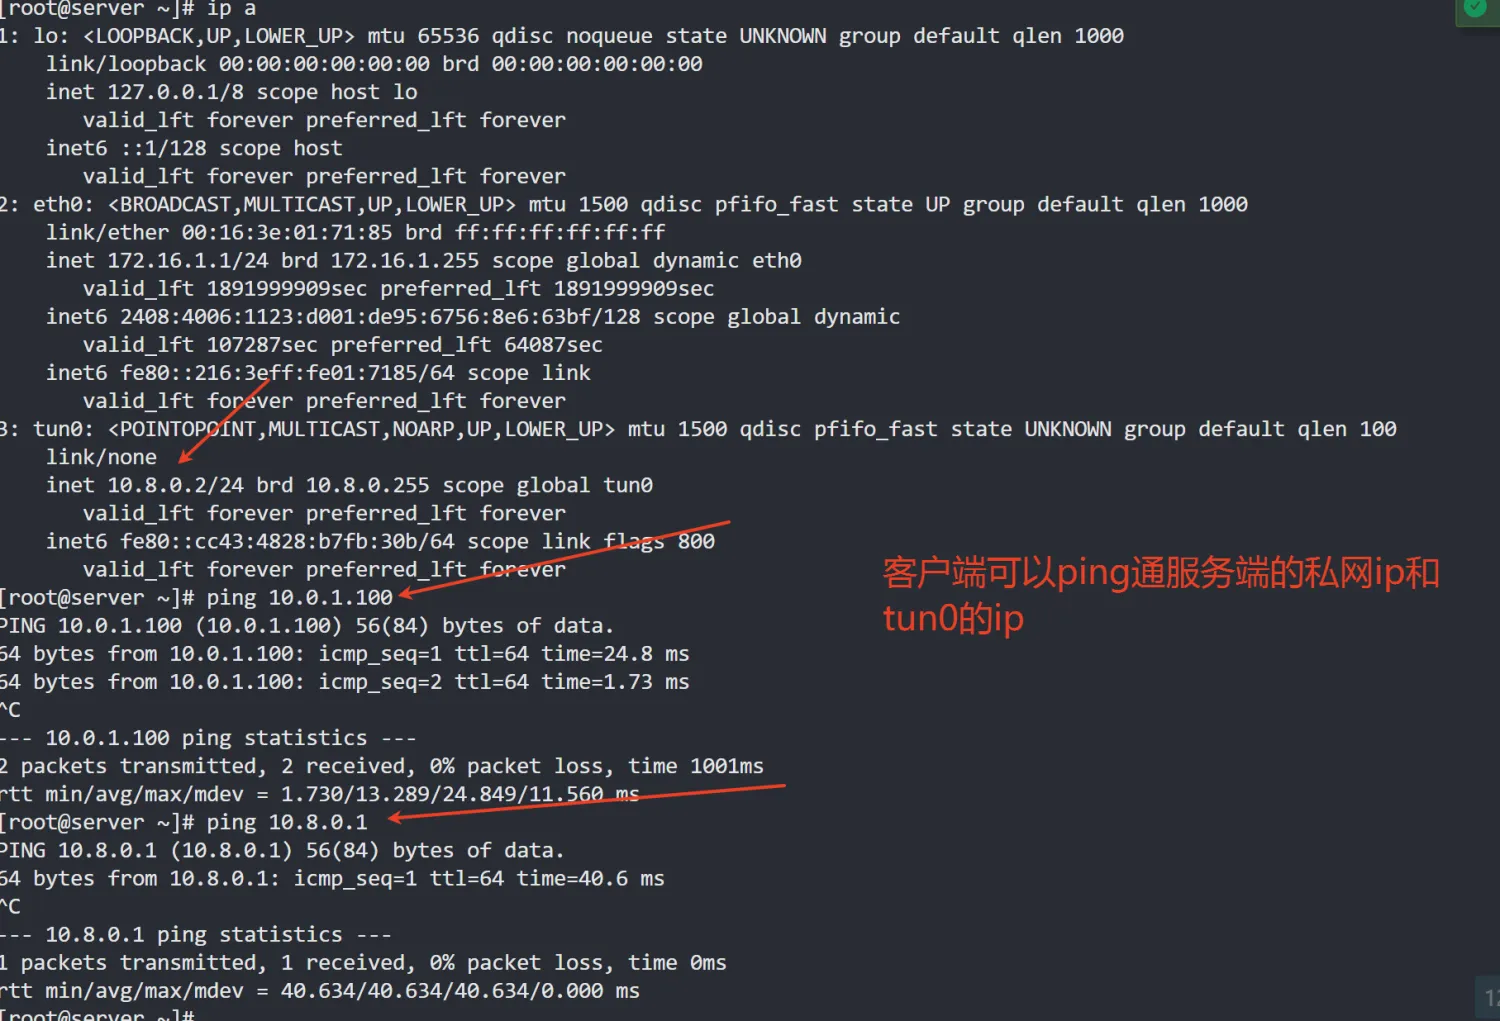 [root@server ~]# ip a
1: lo: <LOOPBACK,UP,LOWER_UP> mtu 65536 qdisc noqueue state UNKNOWN group default qlen 1000
link/loopback 00:00:00:00:00:00 brd 00:00:00:00:00:00
inet 127.0.0.1/8 scope host lo
valid_lft forever preferred_lft forever
inet6 ::1/128 scope host
valid_lft forever preferred_lft forever
2: eth0: <BROADCAST,MULTICAST,UP,LOWER_UP> mtu 1500 qdisc pfifo_fast state UP group default qlen 1000
link/ether 00:16:3e:01:71:85 brd ff:ff:ff:ff:ff:ff
inet 172.16.1.1/24 brd 172.16.1.255 scope global dynamic eth0
valid_lft 1891999909sec preferred_lft 1891999909sec
inet6 2408:4006:1123:d001:de95:6756:8e6:63bf/128 scope global dynamic
valid_lft 107287sec preferred_lft 64087sec
inet6 fe80::216:3eff:fe01:7185/64 scope link
valid_lft forever preferred_lft forever
3: tun0: <POINTOPOINT,MULTICAST,NOARP,UP,LOWER_UP> mtu 1500 qdisc pfifo_fast state UNKNOWN group default qlen 100
link/none
inet 10.8.0.2/24 brd 10.8.0.255 scope global tun0
valid_lft forever preferred_lft forever
inet6 fe80::cc43:4828:b7fb:30b/64 scope link flags 800
valid_lft forever preferred_lft forever
[root@server ~]# ping 10.0.1.100
PING 10.0.1.100 (10.0.1.100) 56(84) bytes of data.
64 bytes from 10.0.1.100: icmp_seq=1 ttl=64 time=24.8 ms
64 bytes from 10.0.1.100: icmp_seq=2 ttl=64 time=1.73 ms
^C
--- 10.0.1.100 ping statistics ---
2 packets transmitted, 2 received, 0% packet loss, time 1001ms
rtt min/avg/max/mdev = 1.730/13.289/24.849/11.560 ms
[root@server ~]# ping 10.8.0.1
PING 10.8.0.1 (10.8.0.1) 56(84) bytes of data.
64 bytes from 10.8.0.1: icmp_seq=1 ttl=64 time=40.6 ms
^C
--- 10.8.0.1 ping statistics ---
1 packets transmitted, 1 received, 0% packet loss, time 0ms
rtt min/avg/max/mdev = 40.634/40.634/40.634/0.000 ms
[root@server ~]#
客户端可以ping通服务端的私网ip和
tun0的ip